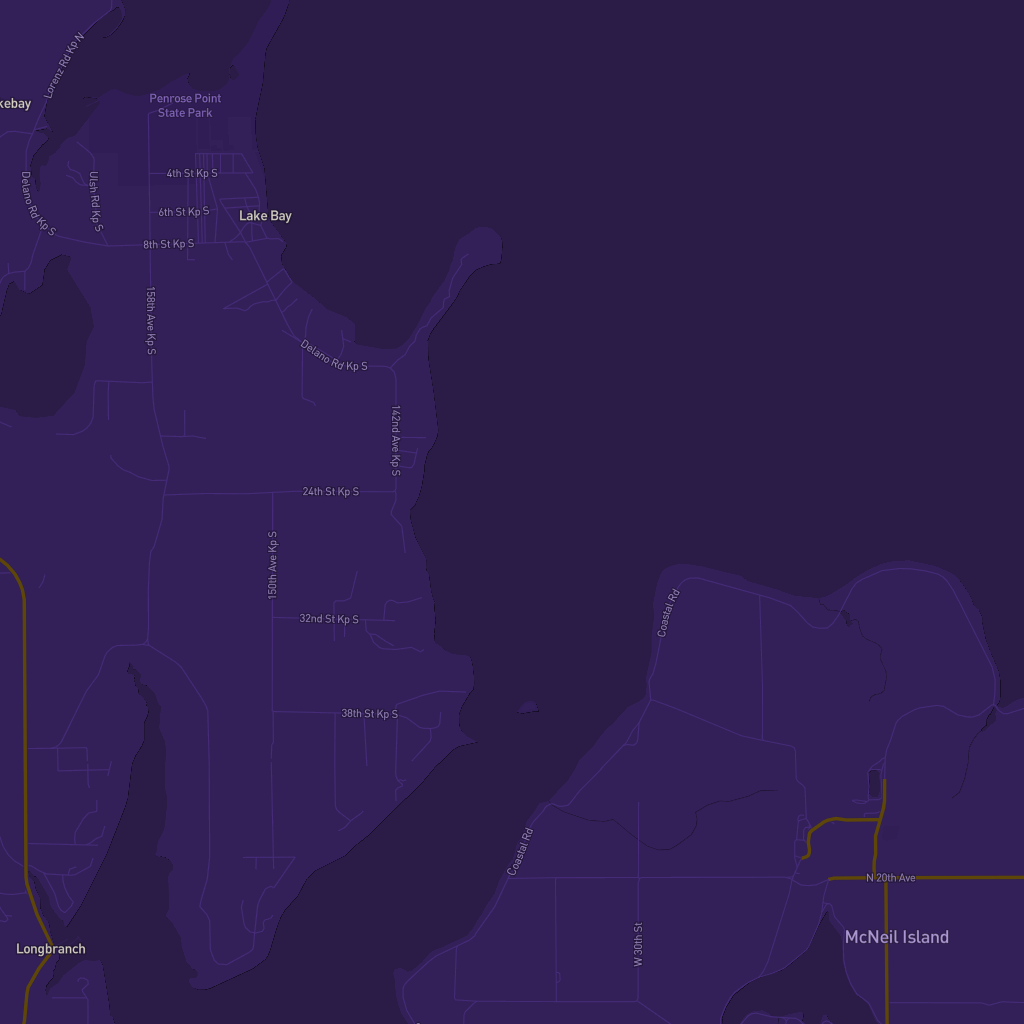 Lorenz Rd Kp N
kebay
Penrose Point
State Park
4th St Kp S
Delano Rd Kp S
Ulsh Rd Kp S
6th St Kp S
Lake Bay
8th St Kp S
158th Ave Kp S
Delano Rd Kp S
142nd Ave Kp S
24th St Kp S
150th Ave Kp S
32nd St Kp S
Coastal Rd
38th St Kp S
Coastal Rd
N 20th Ave
W 30th St
McNeil Island
Longbranch